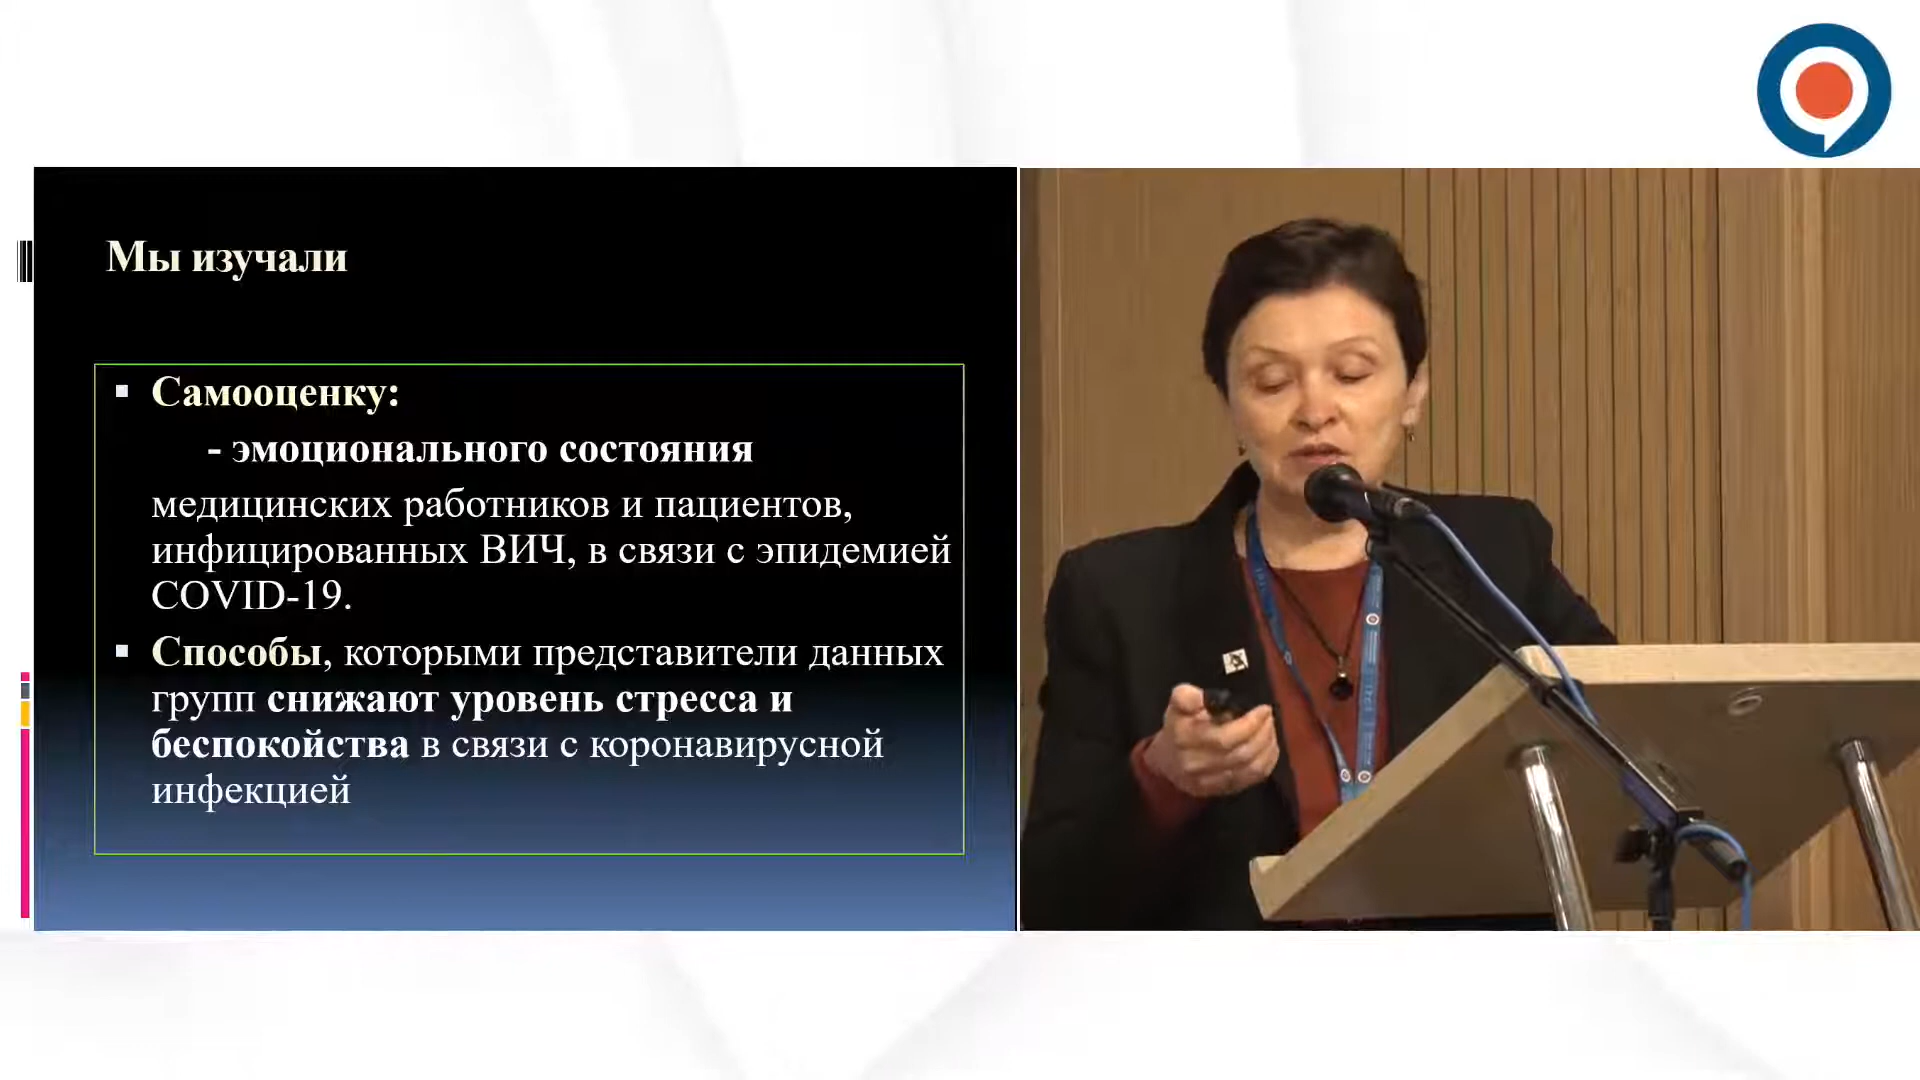 Мы изучали
▪ Самооценку:
- эмоционального состояния
медицинских работников и пациентов,
инфицированных ВИЧ, в связи с эпидемией
COVID-19.
▪ Способы, которыми представители данных
групп снижают уровень стресса и
беспокойства в связи с коронавирусной
инфекцией